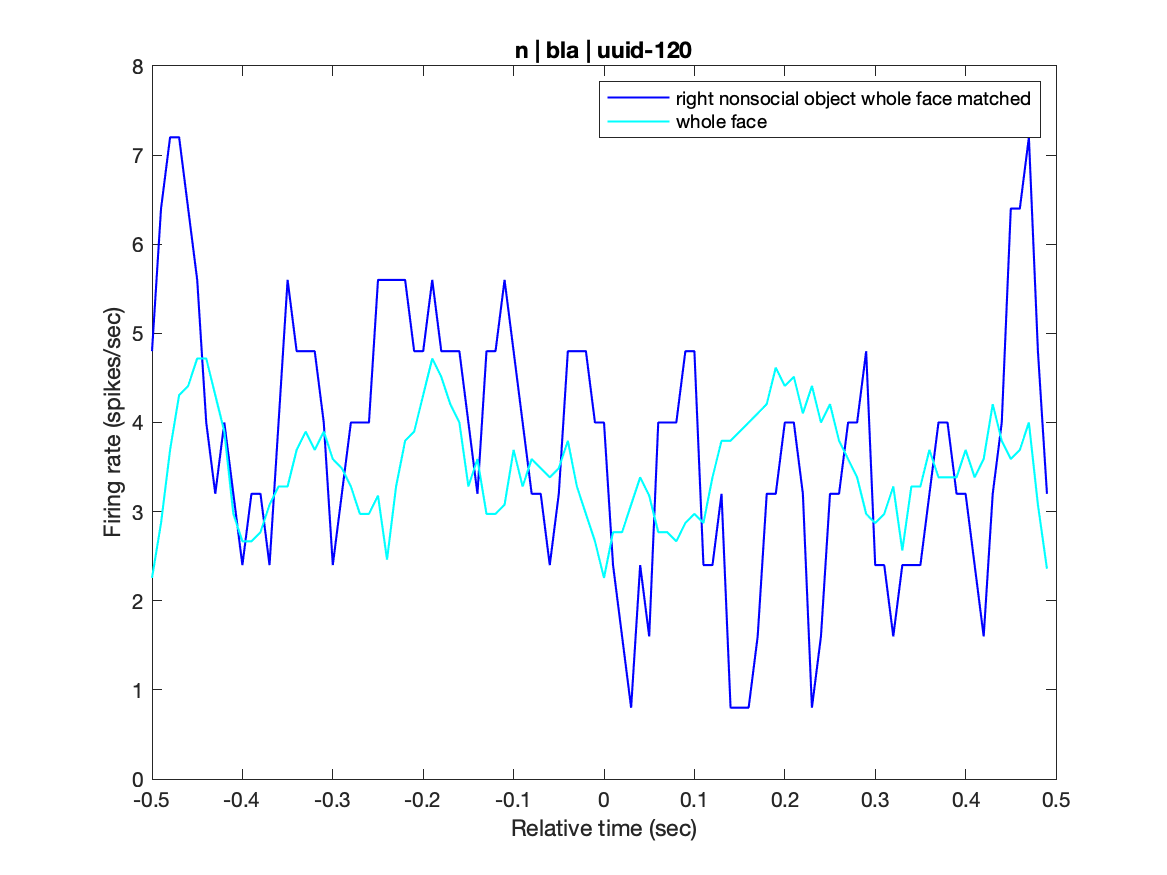 n | bla | uuid-120
right nonsocial object whole face matched
whole face
Firing rate (spikes/sec)
8
7
6
5
4
3
2
1
0
-0.5 -0.4 -0.3 -0.2 -0.1 0 0.1 0.2 0.3 0.4 0.5
Relative time (sec)